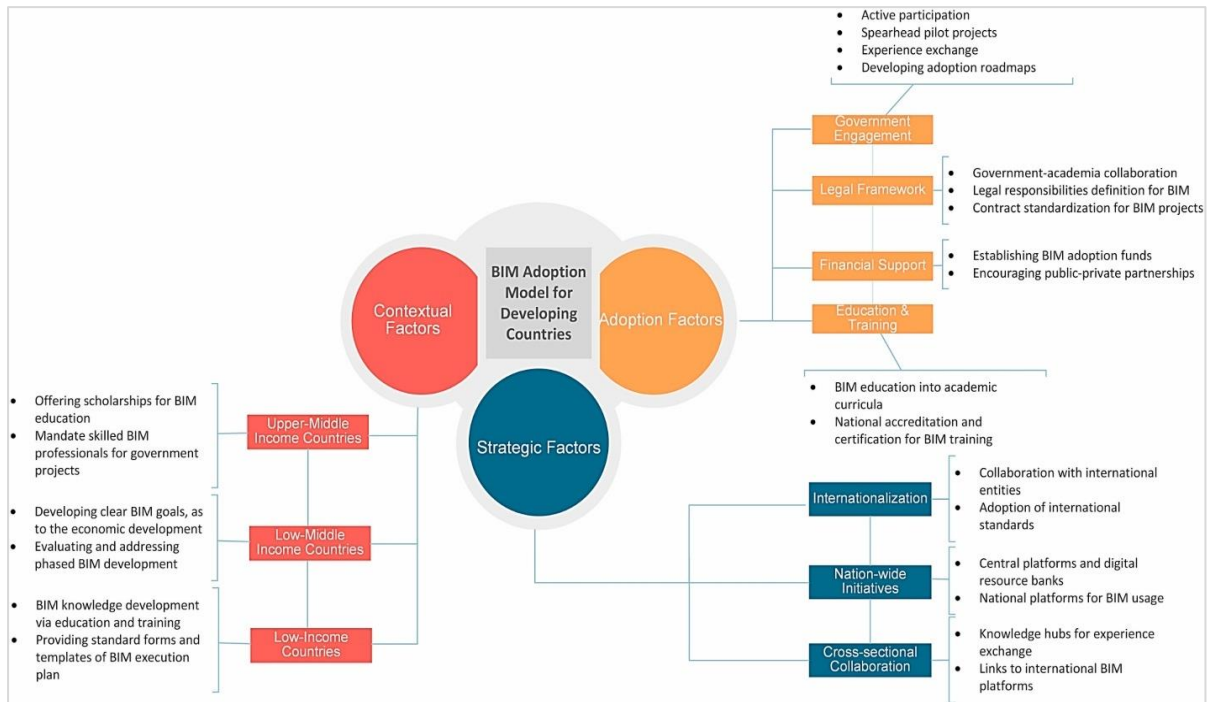 • Active participation
• Spearhead pilot projects
• Experience exchange
• Developing adoption roadmaps
Government
Engagement
Legal Framework
• Government-academia collaboration
• Legal responsibilities definition for BIM
• Contract standardization for BIM projects
Financial Support
• Establishing BIM adoption funds
• Encouraging public-private partnerships
Education &
Training
• BIM education into academic
curricula
• National accreditation and
certification for BIM training
BIM Adoption
Model for
Developing
Countries
Contextual
Factors
Adoption Factors
Strategic Factors
• Offering scholarships for BIM
education
• Mandate skilled BIM
professionals for government
projects
Upper-Middle
Income Countries
• Developing clear BIM goals, as
to the economic development
• Evaluating and addressing
phased BIM development
Low-Middle
Income Countries
• BIM knowledge development
via education and training
• Providing standard forms and
templates of BIM execution
plan
Low-Income
Countries
Internationalization
• Collaboration with international
entities
• Adoption of international
standards
Nation-wide
Initiatives
• Central platforms and digital
resource banks
• National platforms for BIM usage
Cross-sectional
Collaboration
• Knowledge hubs for experience
exchange
• Links to international BIM
platforms